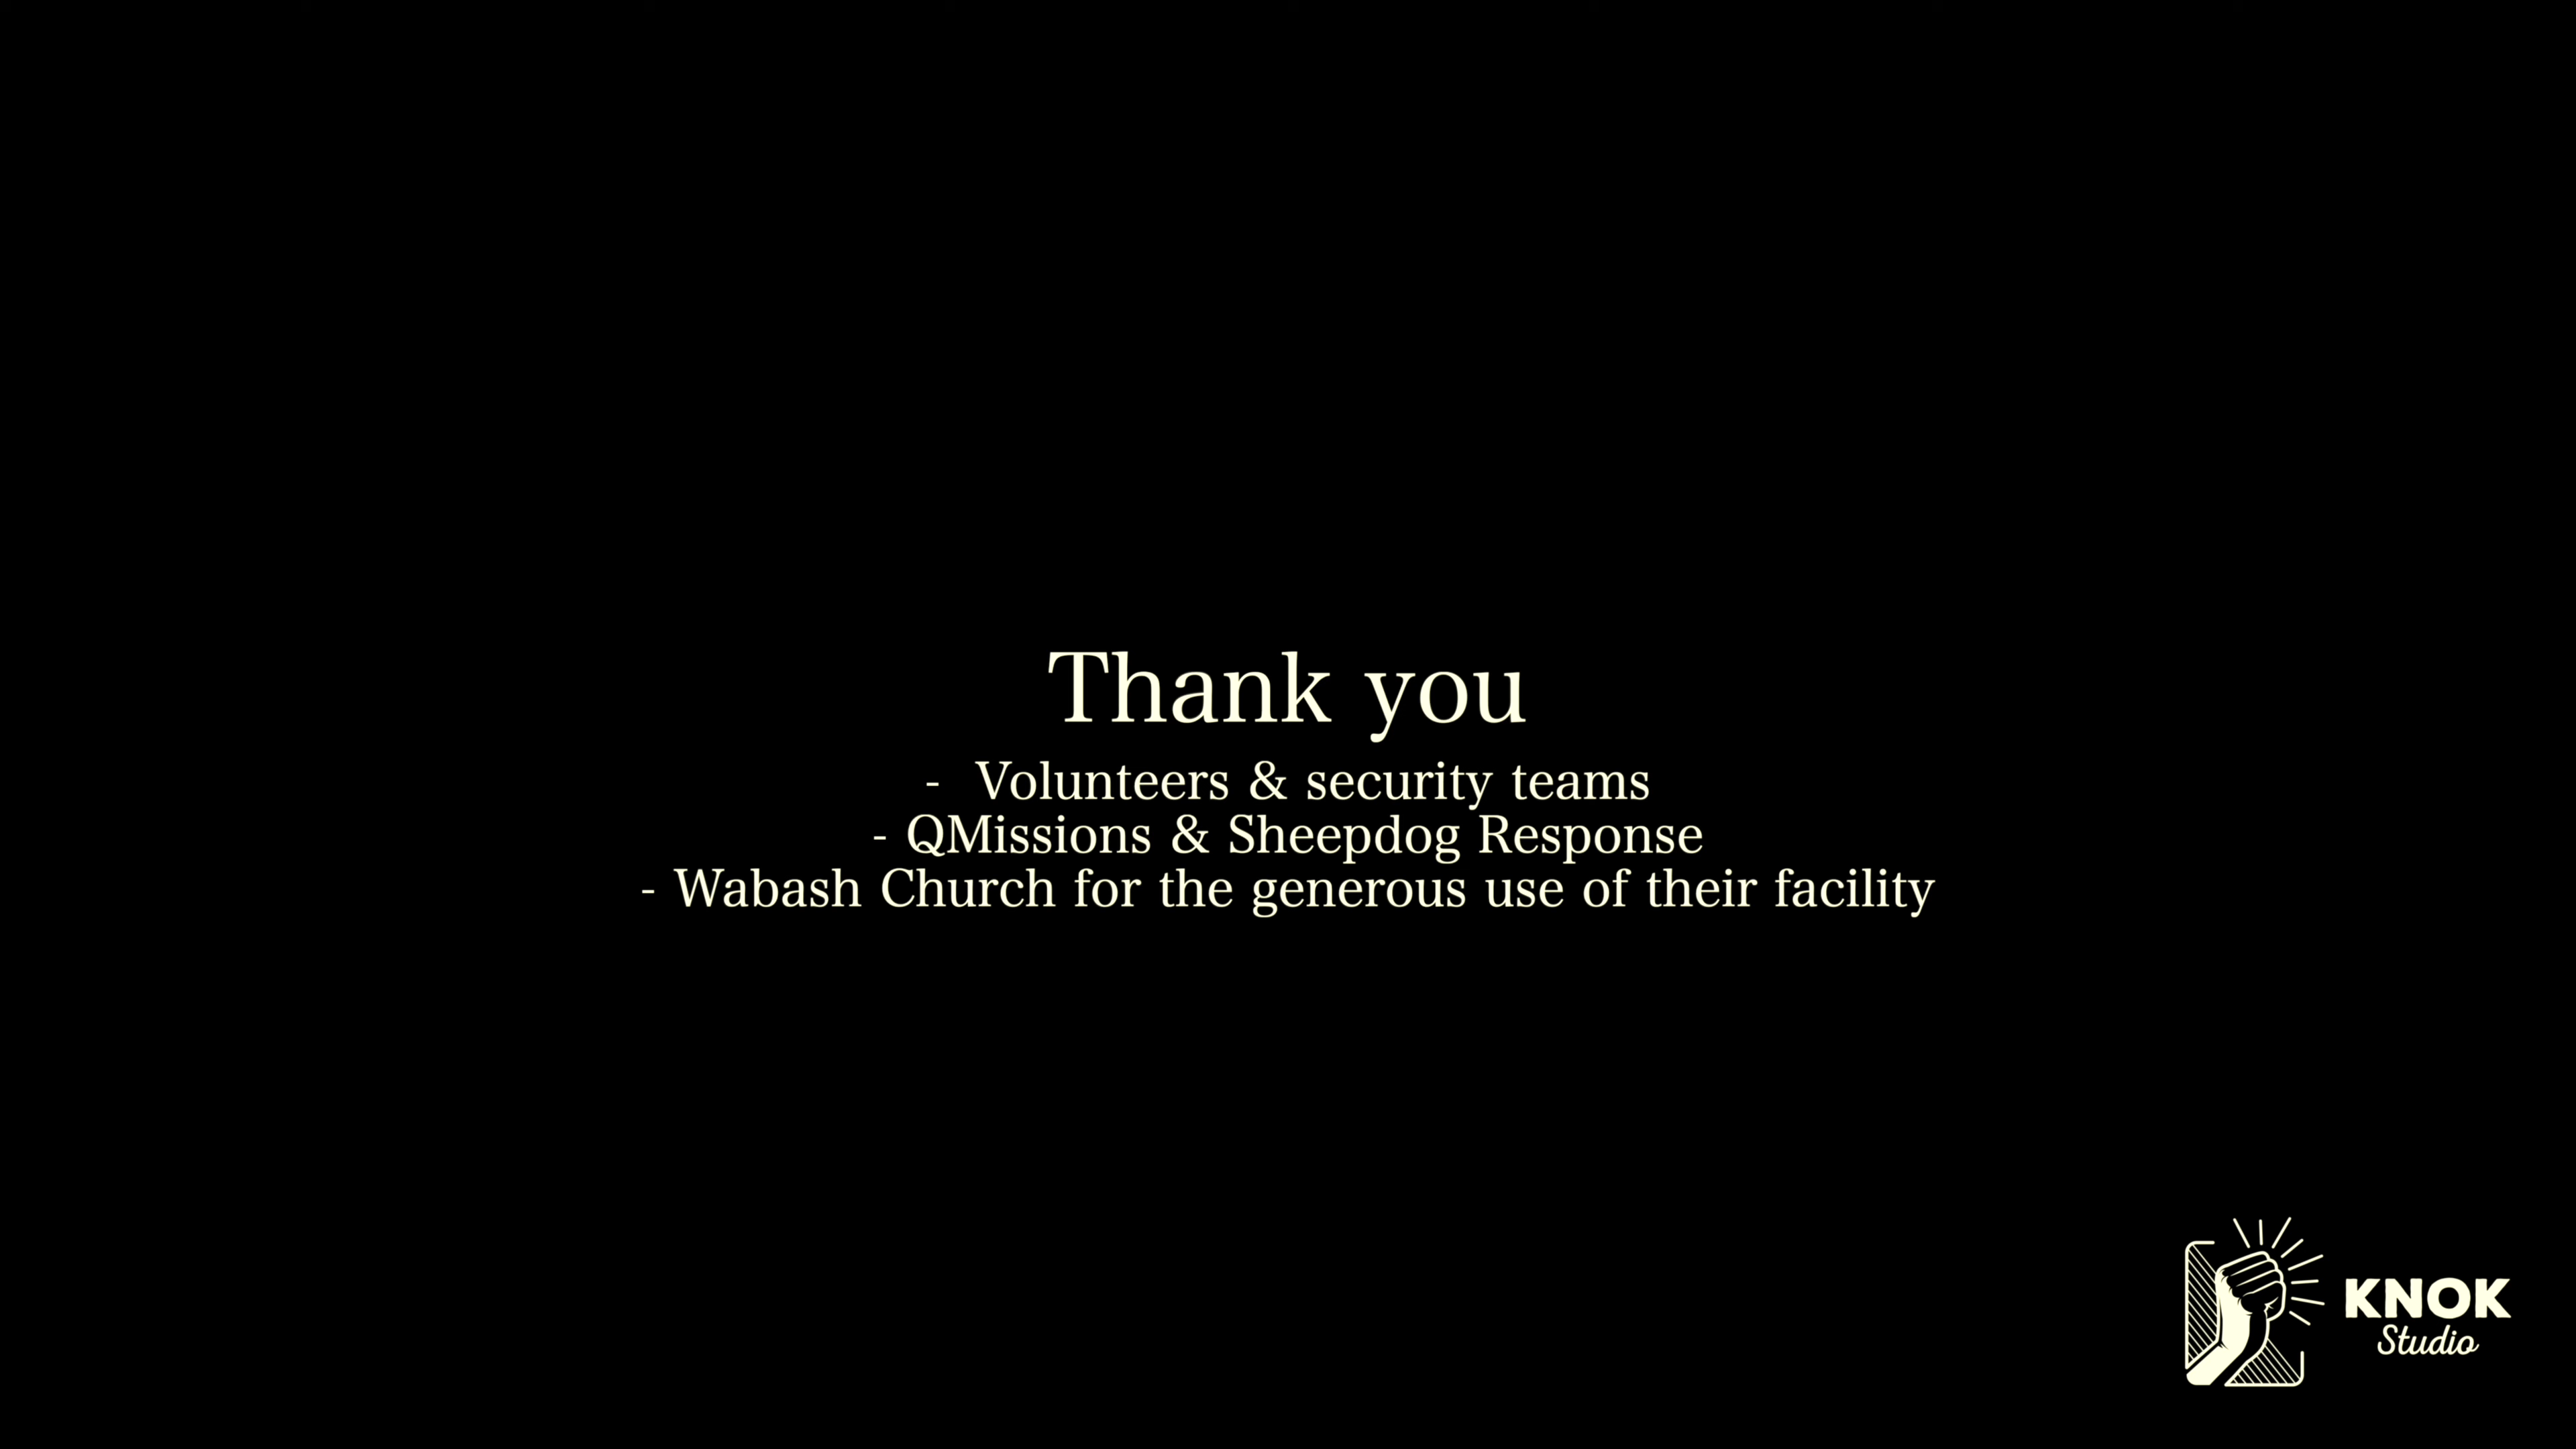 Thank you
- Volunteers & security teams
- QMissions & Sheepdog Response
- Wabash Church for the generous use of their facility
KNOK
Studio